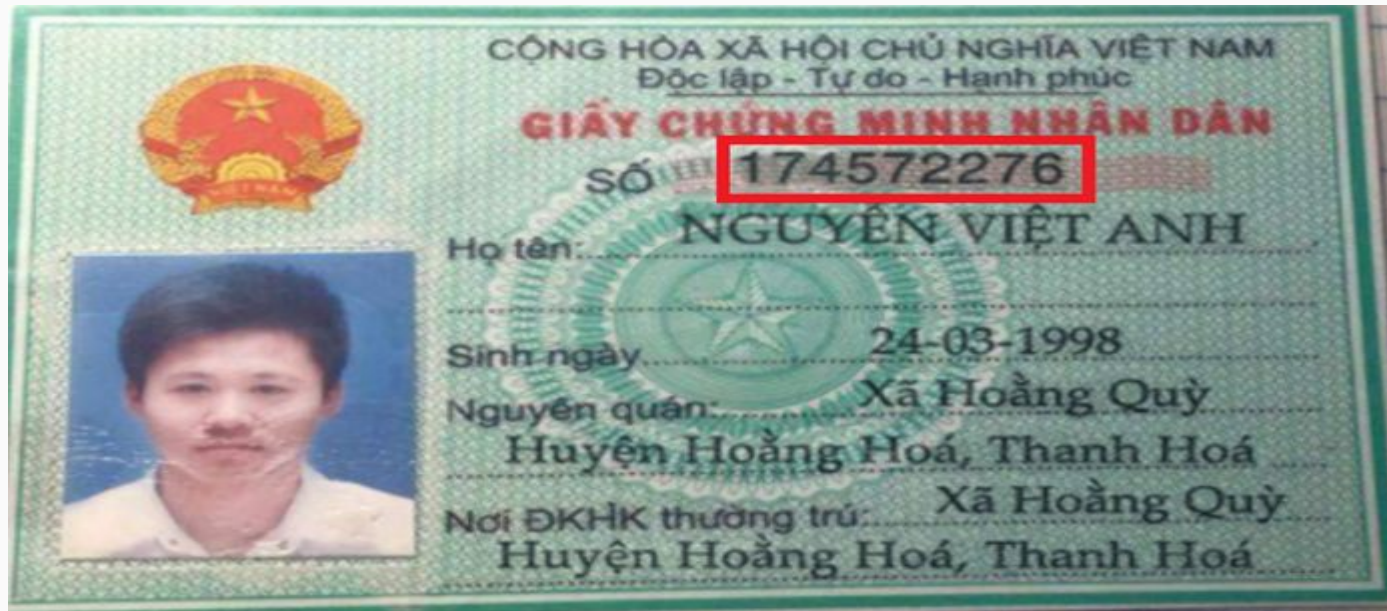 CỘNG HÒA XÃ HỘI CHỦ NGHĨA VIỆT NAM
Độc lập - Tự do - Hạnh phúc
GIẤY CHỨNG MINH NHÂN DÂN
SỐ 174572276
Họ tên: NGUYỄN VIỆT ANH
Sinh ngày 24-03-1998
Nguyên quán: Xã Hoằng Quỳ
Huyện Hoằng Hoá, Thanh Hoá
Nơi ĐKHK thường trú: Xã Hoằng Quỳ
Huyện Hoằng Hoá, Thanh Hoá
VIỆT NAM